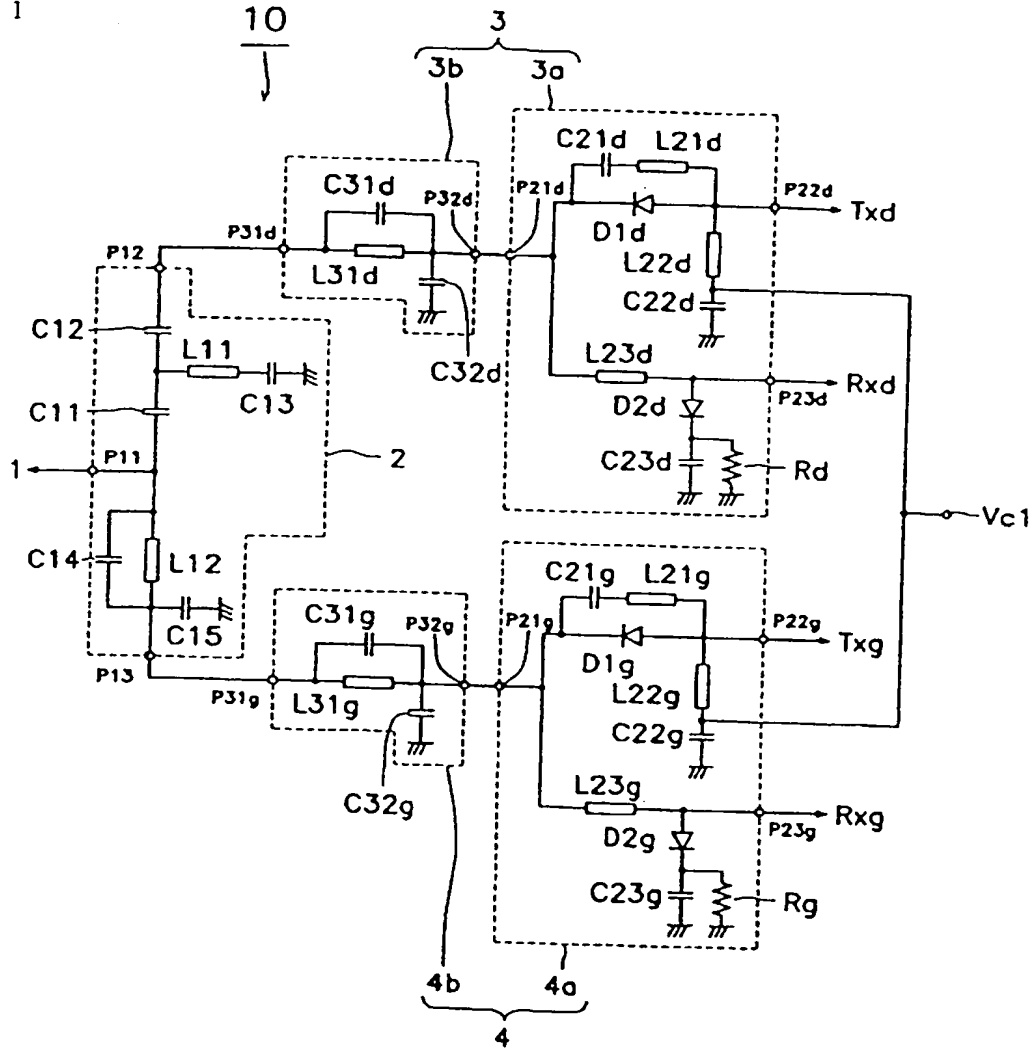 1
10
3
3b
3a
C21d
L21d
C31d
P32d
P21d
P22d
Txd
P31d
D1d
P12
L31d
L22d
C22d
C12
L11
C32d
L23d
Rxd
C13
P23d
C11
D2d
P11
1
2
C23d
Rd
Vc1
C14
L12
C21g
L21g
C31g
P32g
P21g
P22g
C15
Txg
D1g
P13
P31g
L31g
L22g
C22g
C32g
L23g
Rxg
P23g
D2g
C23g
Rg
4b
4a
4